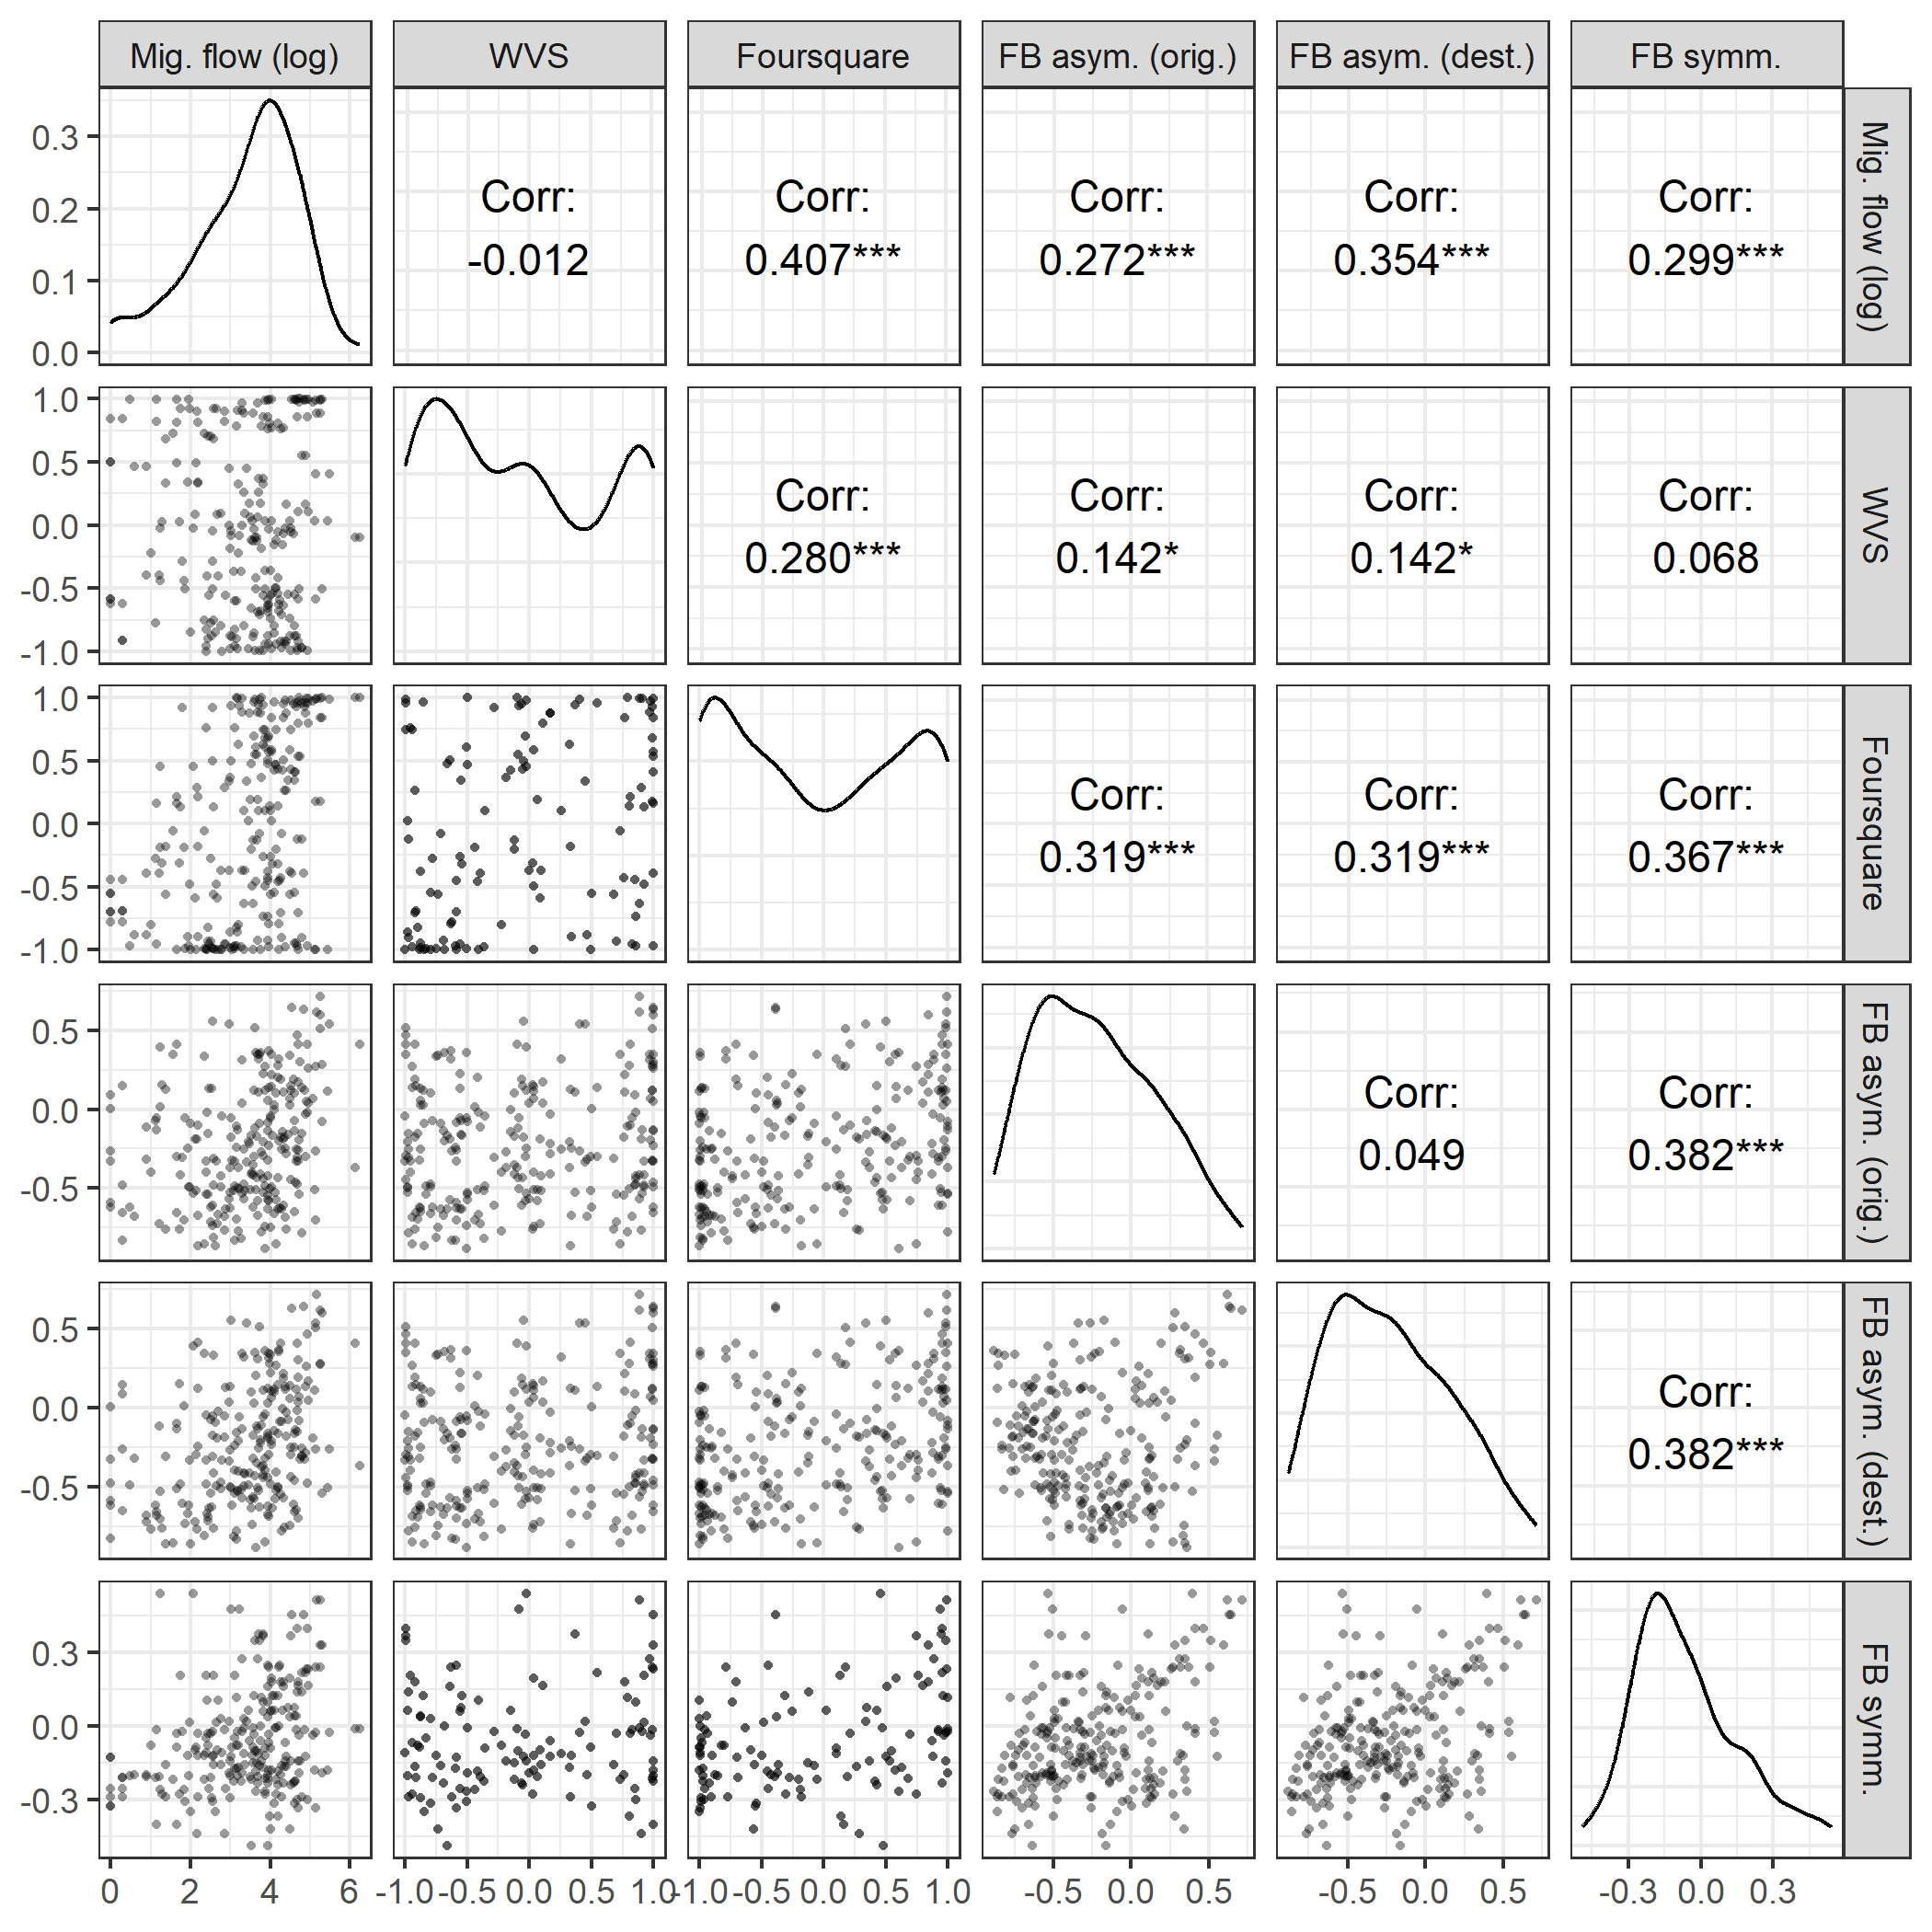 Mig. flow (log) WVS Foursquare FB asym. (orig.) FB asym. (dest.) FB symm.
0.3
0.2
0.1
0.0
Corr: Corr: Corr: Corr: Corr:
-0.012 0.407*** 0.272*** 0.354*** 0.299***
Mig. flow (log)
1.0
0.5
0.0
-0.5
-1.0
Corr: Corr: Corr: Corr:
0.280*** 0.142* 0.142* 0.068
WVS
1.0
0.5
0.0
-0.5
-1.0
Corr: Corr: Corr:
0.319*** 0.319*** 0.367***
Foursquare
0.5
0.0
-0.5
Corr: Corr:
0.049 0.382***
FB asym. (orig.)
0.5
0.0
-0.5
Corr:
0.382***
FB asym. (dest.)
0.3
0.0
-0.3
FB symm.
0 2 4 6 -1.0 -0.5 0.0 0.5 1.0 -1.0 -0.5 0.0 0.5 1.0 -0.5 0.0 0.5 -0.5 0.0 0.5 -0.3 0.0 0.3